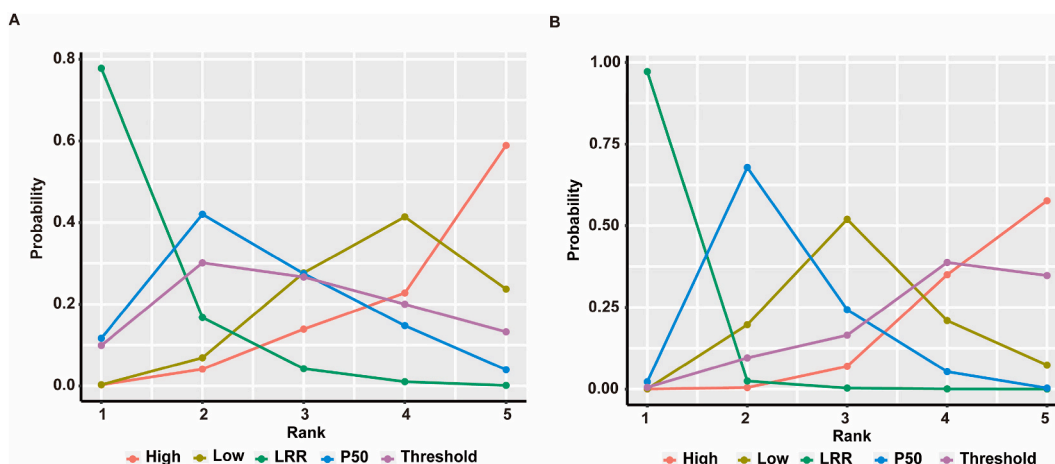 A
0.8
0.6
0.4
0.2
0.0
Probability
1 2 3 4 5
Rank
High Low LRR P50 Threshold
B
1.00
0.75
0.50
0.25
0.00
Probability
1 2 3 4 5
Rank
High Low LRR P50 Threshold